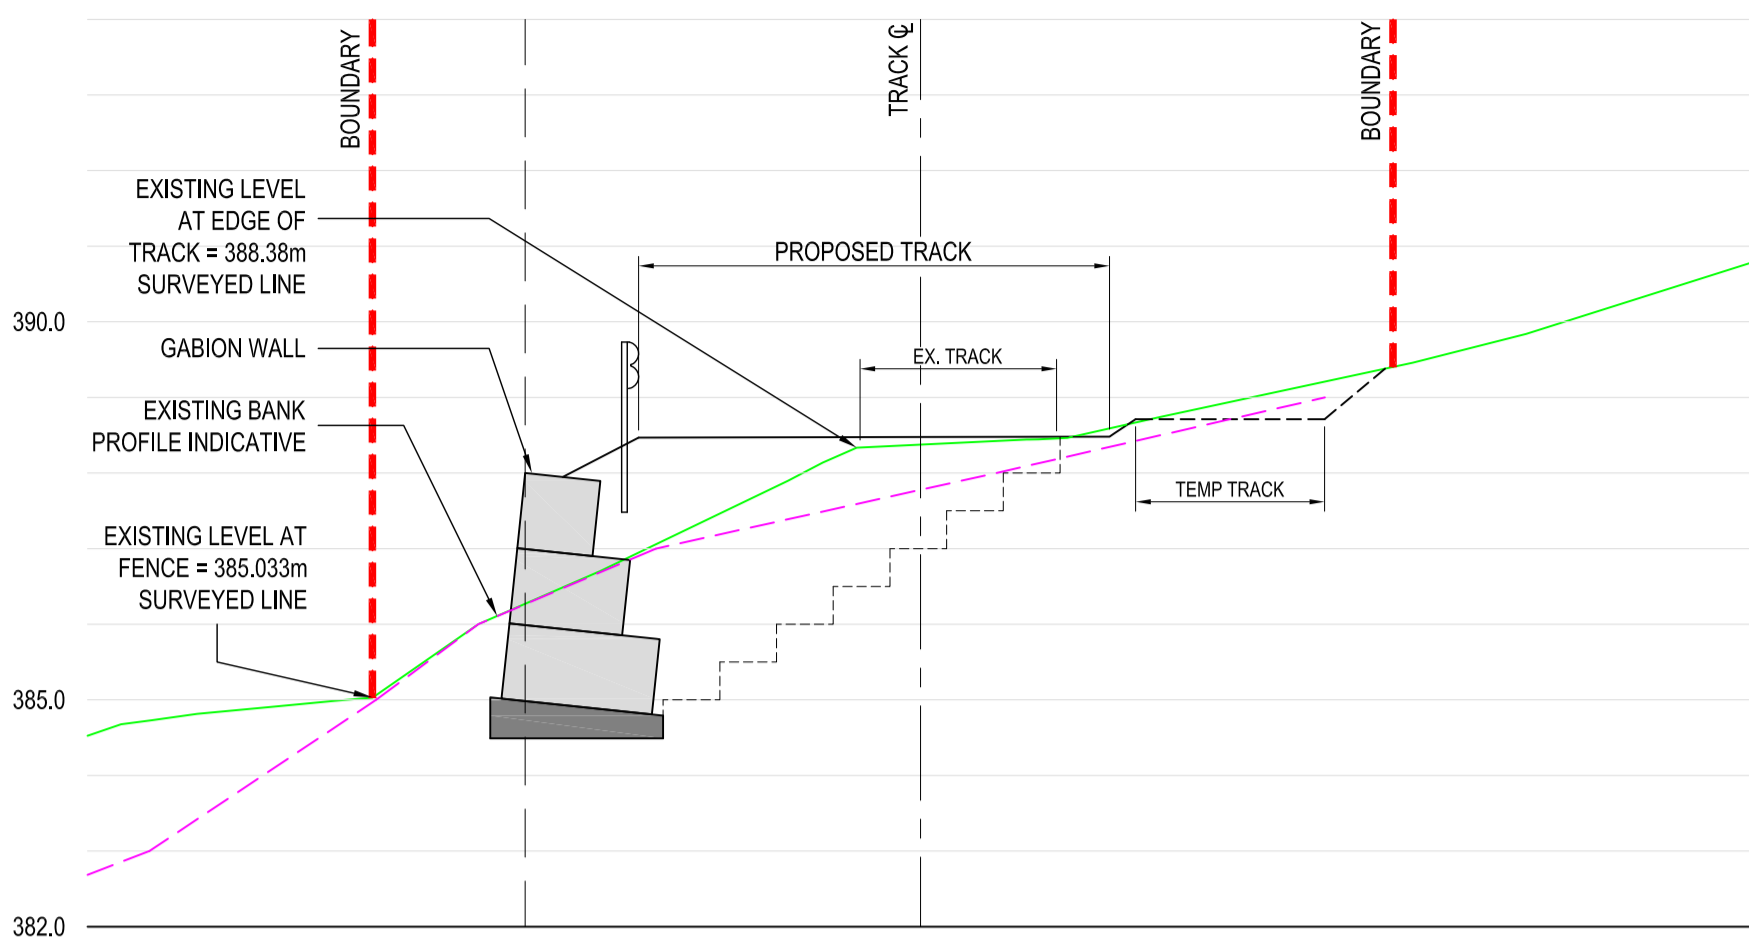 BOUNDARY
TRACK ℄
BOUNDARY
EXISTING LEVEL
AT EDGE OF
TRACK = 388.38m
SURVEYED LINE
PROPOSED TRACK
390.0
GABION WALL
EX. TRACK
EXISTING BANK
PROFILE INDICATIVE
TEMP TRACK
EXISTING LEVEL AT
FENCE = 385.033m
SURVEYED LINE
385.0
382.0